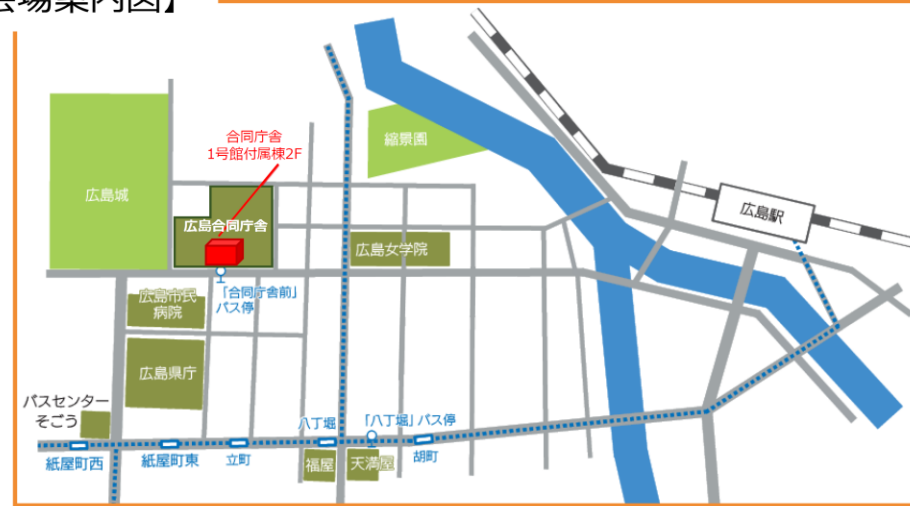 会場案内図】
合同庁舎
1号館付属棟2F
縮景園
広島城
広島駅
広島合同庁舎
広島女学院
「合同庁舎前」
バス停
広島市民
病院
広島県庁
バスセンター
そごう
八丁堀
「八丁堀」バス停
紙屋町西
紙屋町東
立町
胡町
福屋
天満屋